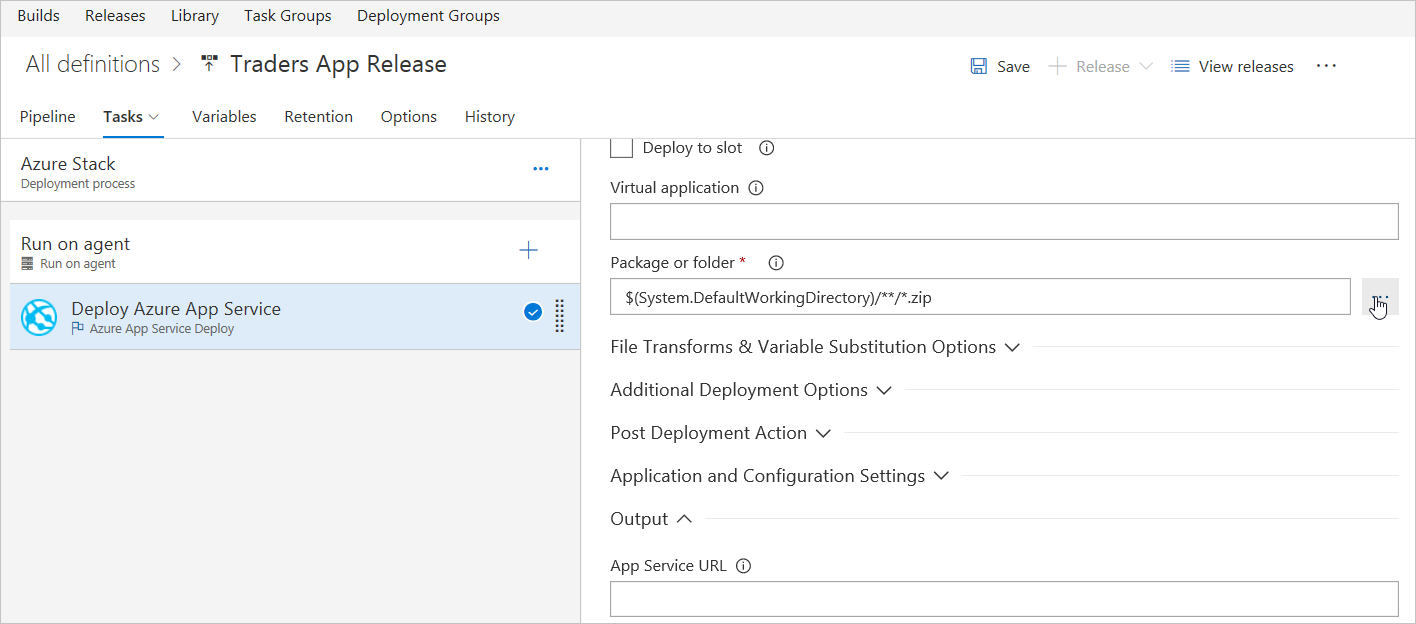 Builds Releases Library Task Groups Deployment Groups
All definitions > Traders App Release
Save Release View releases ...
Pipeline Tasks Variables Retention Options History
Azure Stack
Deployment process
...
Run on agent
Run on agent
Deploy Azure App Service
Azure App Service Deploy
Deploy to slot
Virtual application
Package or folder *
$(System.DefaultWorkingDirectory)/**/*.zip
...
File Transforms & Variable Substitution Options
Additional Deployment Options
Post Deployment Action
Application and Configuration Settings
Output
App Service URL